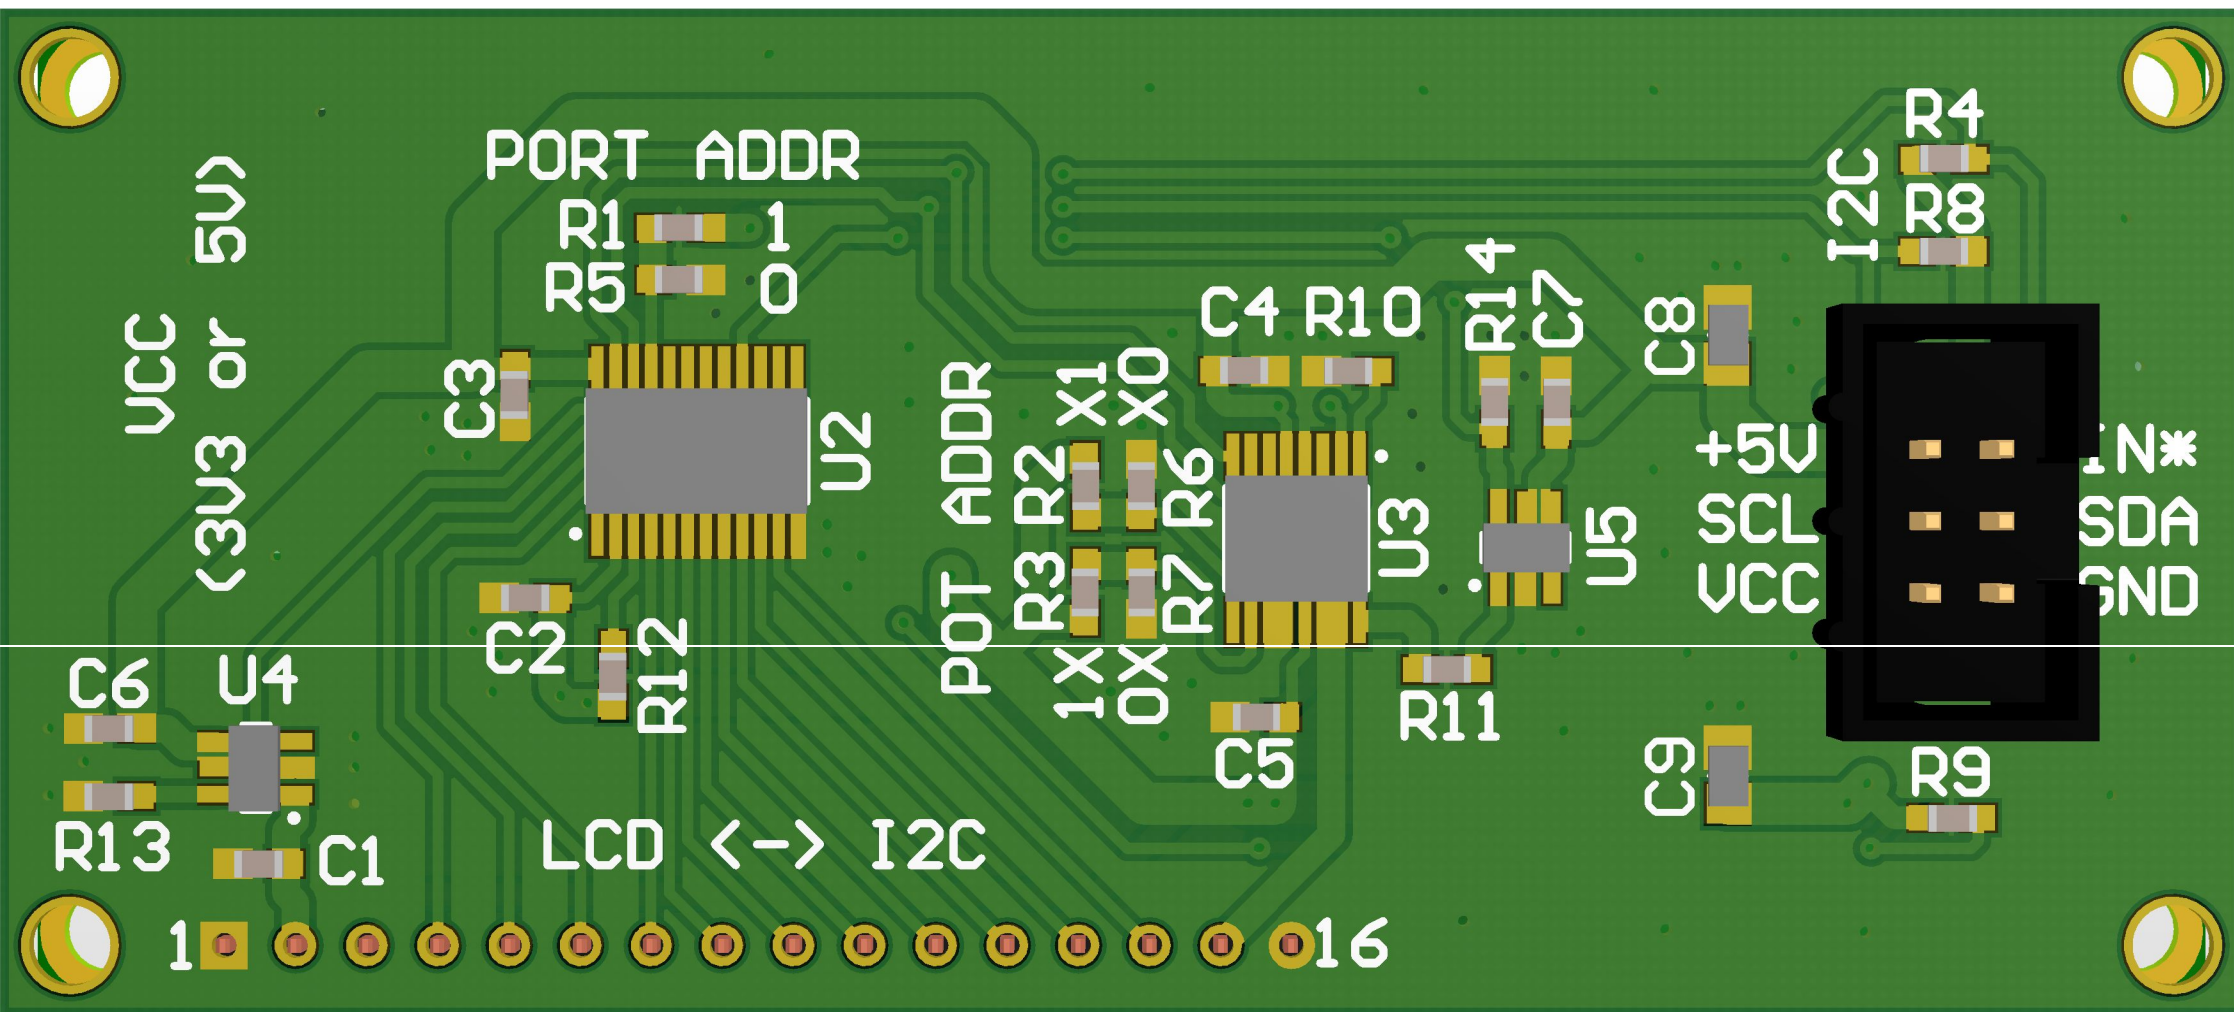 R4
PORT ADDR
I2C
R8
R1 1
R5 0
VCC
(3V3 or 5V)
C4 R10
R14
C7
C8
C3
U2
POT ADDR
X1
X0
R2
R6
R3
R7
1X
0X
U3
U5
+5V IN*
SCL SDA
VCC GND
C2
R12
C6 U4
R11
C5
C9
R9
R13
C1
LCD <-> I2C
1 16